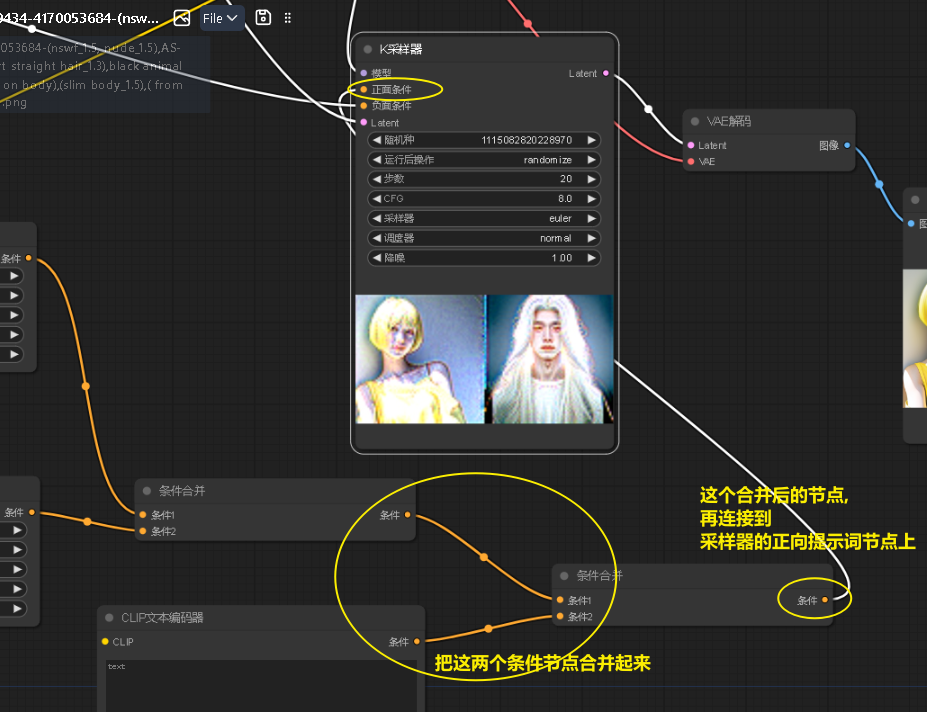 9434-4170053684-(nsw...
File
053684-(nswf_1.5, nude_1.5),AS-
rt straight hair_1.3),black animal
on body),(slim body_1.5),( from
.png
K采样器
模型
Latent
正面条件
负面条件
Latent
随机种 1115082820228970
运行后操作 randomize
步数 20
CFG 8.0
采样器 euler
调度器 normal
降噪 1.00
VAE解码
Latent
图像
VAE
条件
条件合并
条件1
条件
条件2
条件
CLIP文本编码器
CLIP
条件
text
条件合并
条件1
条件
条件2
这个合并后的节点,
再连接到
采样器的正向提示词节点上
把这两个条件节点合并起来